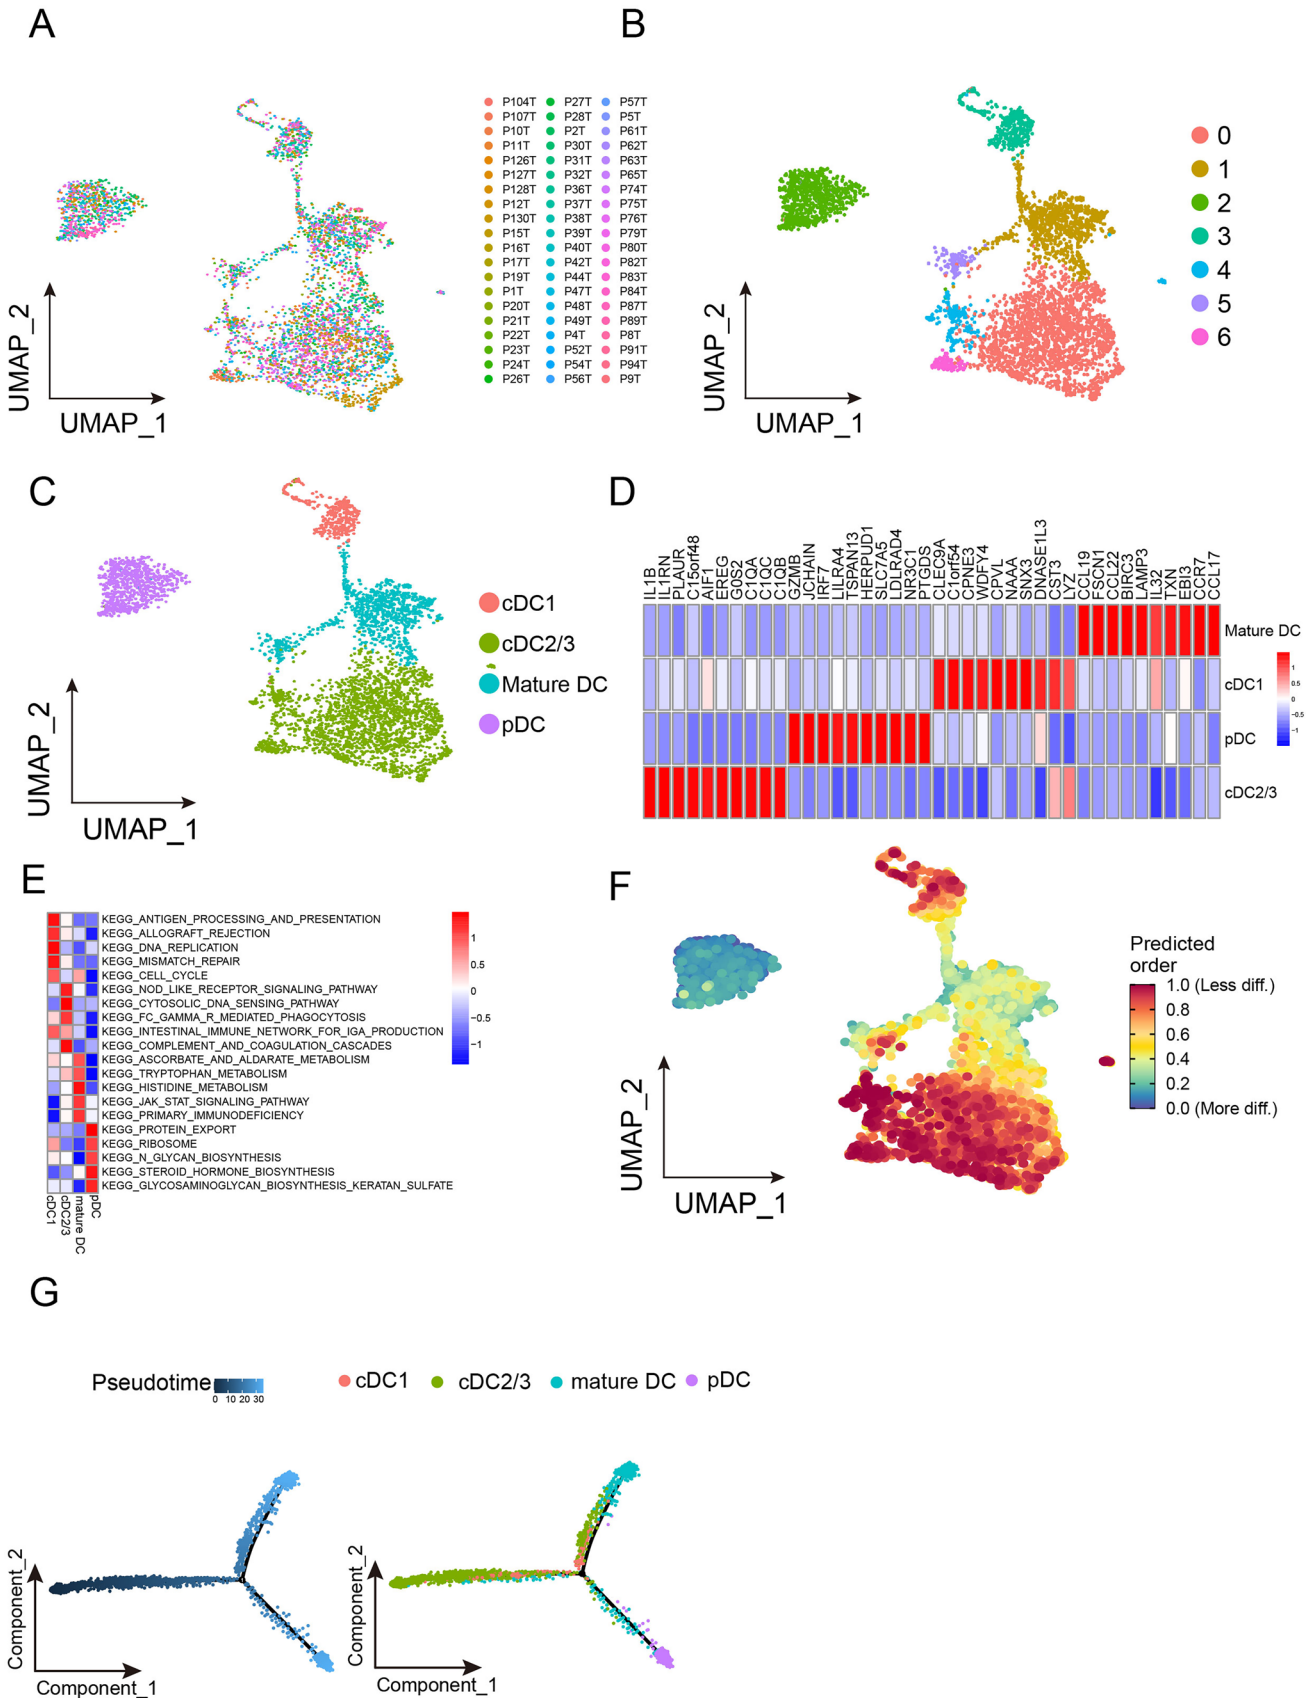 A
P104T
P107T
P10T
P11T
P126T
P127T
P128T
P12T
P130T
P15T
P16T
P17T
P19T
P1T
P20T
P21T
P22T
P23T
P24T
P26T
P27T
P28T
P2T
P30T
P31T
P32T
P36T
P37T
P38T
P39T
P40T
P42T
P44T
P47T
P48T
P49T
P4T
P52T
P54T
P56T
P57T
P5T
P61T
P62T
P63T
P65T
P74T
P75T
P76T
P79T
P80T
P82T
P83T
P84T
P87T
P89T
P8T
P91T
P94T
P9T
UMAP_2
UMAP_1
B
0
1
2
3
4
5
6
UMAP_2
UMAP_1
C
cDC1
cDC2/3
Mature DC
pDC
UMAP_2
UMAP_1
D
IL1B
IL1RN
PLAUR
C15orf48
AIF1
EREG
G0S2
C1QA
C1QC
C1QB
GZMB
JCHAIN
IRF7
LILRA4
TSPAN13
HERPUD1
SLC7A5
LDLRAD4
NR3C1
PTGDS
CLEC9A
C1orf54
CPNE3
WDFY4
CPVL
NAAA
SNX3
DNASE1L3
CST3
LYZ
CCL19
FSCN1
CCL22
BIRC3
LAMP3
IL32
TXN
EBI3
CCR7
CCL17
Mature DC
cDC1
pDC
cDC2/3
1
0.5
0
−0.5
−1
E
KEGG_ANTIGEN_PROCESSING_AND_PRESENTATION
KEGG_ALLOGRAFT_REJECTION
KEGG_DNA_REPLICATION
KEGG_MISMATCH_REPAIR
KEGG_CELL_CYCLE
KEGG_NOD_LIKE_RECEPTOR_SIGNALING_PATHWAY
KEGG_CYTOSOLIC_DNA_SENSING_PATHWAY
KEGG_FC_GAMMA_R_MEDIATED_PHAGOCYTOSIS
KEGG_INTESTINAL_IMMUNE_NETWORK_FOR_IGA_PRODUCTION
KEGG_COMPLEMENT_AND_COAGULATION_CASCADES
KEGG_ASCORBATE_AND_ALDARATE_METABOLISM
KEGG_TRYPTOPHAN_METABOLISM
KEGG_HISTIDINE_METABOLISM
KEGG_JAK_STAT_SIGNALING_PATHWAY
KEGG_PRIMARY_IMMUNODEFICIENCY
KEGG_PROTEIN_EXPORT
KEGG_RIBOSOME
KEGG_N_GLYCAN_BIOSYNTHESIS
KEGG_STEROID_HORMONE_BIOSYNTHESIS
KEGG_GLYCOSAMINOGLYCAN_BIOSYNTHESIS_KERATAN_SULFATE
cDC1
cDC2/3
mature DC
pDC
1
0.5
0
−0.5
−1
F
Predicted
order
1.0 (Less diff.)
0.8
0.6
0.4
0.2
0.0 (More diff.)
UMAP_2
UMAP_1
G
Pseudotime
0 10 20 30
cDC1
cDC2/3
mature DC
pDC
Component_2
Component_1
Component_2
Component_1